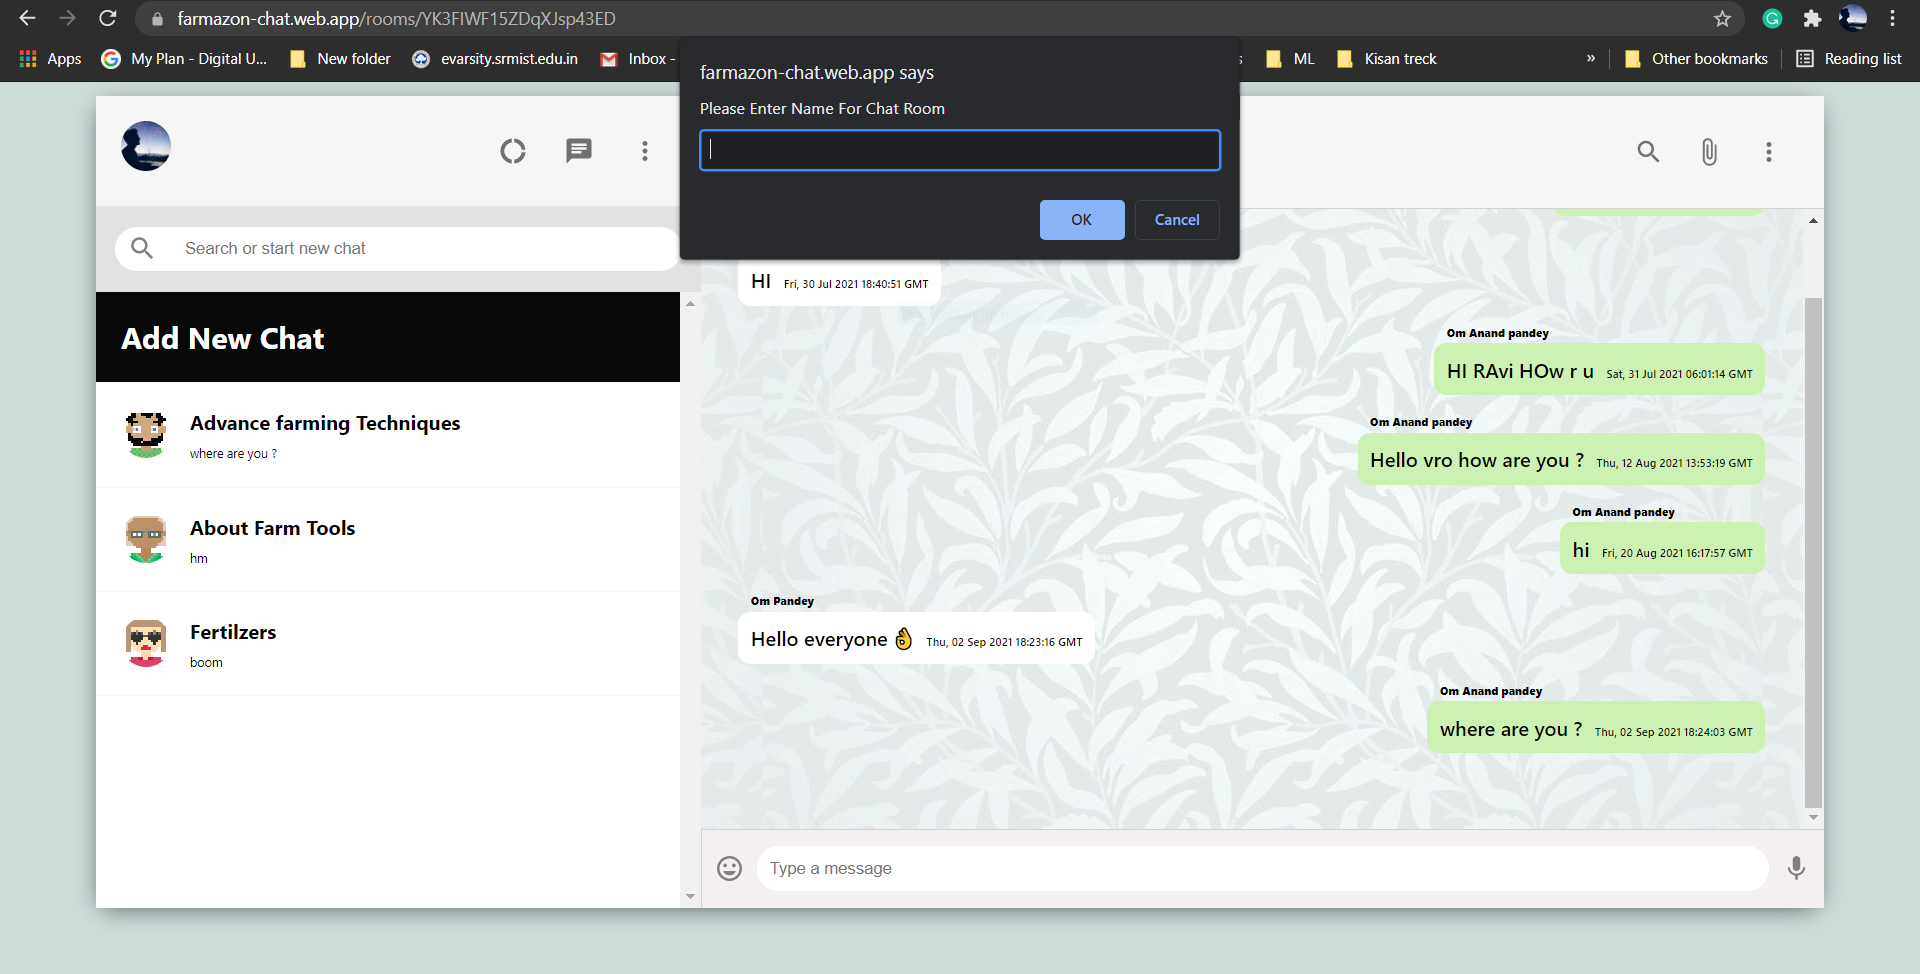 farmazon-chat.web.app/rooms/YK3FIWF15ZDqXJsp43ED
Apps
My Plan - Digital U...
New folder
evarsity.srmist.edu.in
Inbox -
ML
Kisan treck
»
Other bookmarks
Reading list
farmazon-chat.web.app says
Please Enter Name For Chat Room
OK
Cancel
Search or start new chat
Add New Chat
Advance farming Techniques
where are you ?
About Farm Tools
hm
Fertilzers
boom
HI Fri, 30 Jul 2021 18:40:51 GMT
Om Anand pandey
HI RAvi HOw r u Sat, 31 Jul 2021 06:01:14 GMT
Om Anand pandey
Hello vro how are you ? Thu, 12 Aug 2021 13:53:19 GMT
Om Anand pandey
hi Fri, 20 Aug 2021 16:17:57 GMT
Om Pandey
Hello everyone 👌 Thu, 02 Sep 2021 18:23:16 GMT
Om Anand pandey
where are you ? Thu, 02 Sep 2021 18:24:03 GMT
Type a message